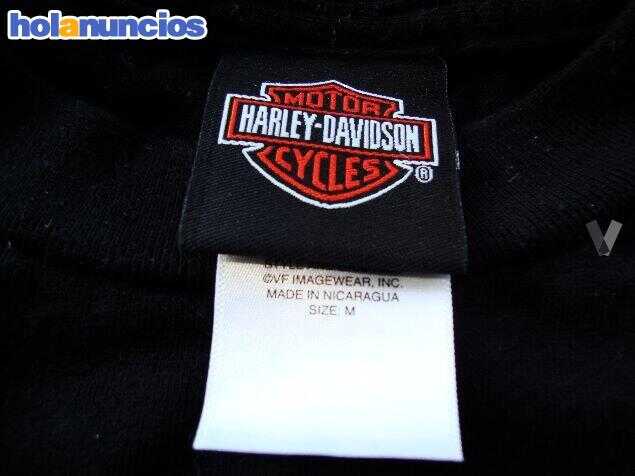 holanuncios
MOTOR
HARLEY-DAVIDSON
CYCLES
®
©VF IMAGEWEAR, INC.
MADE IN NICARAGUA
SIZE: M